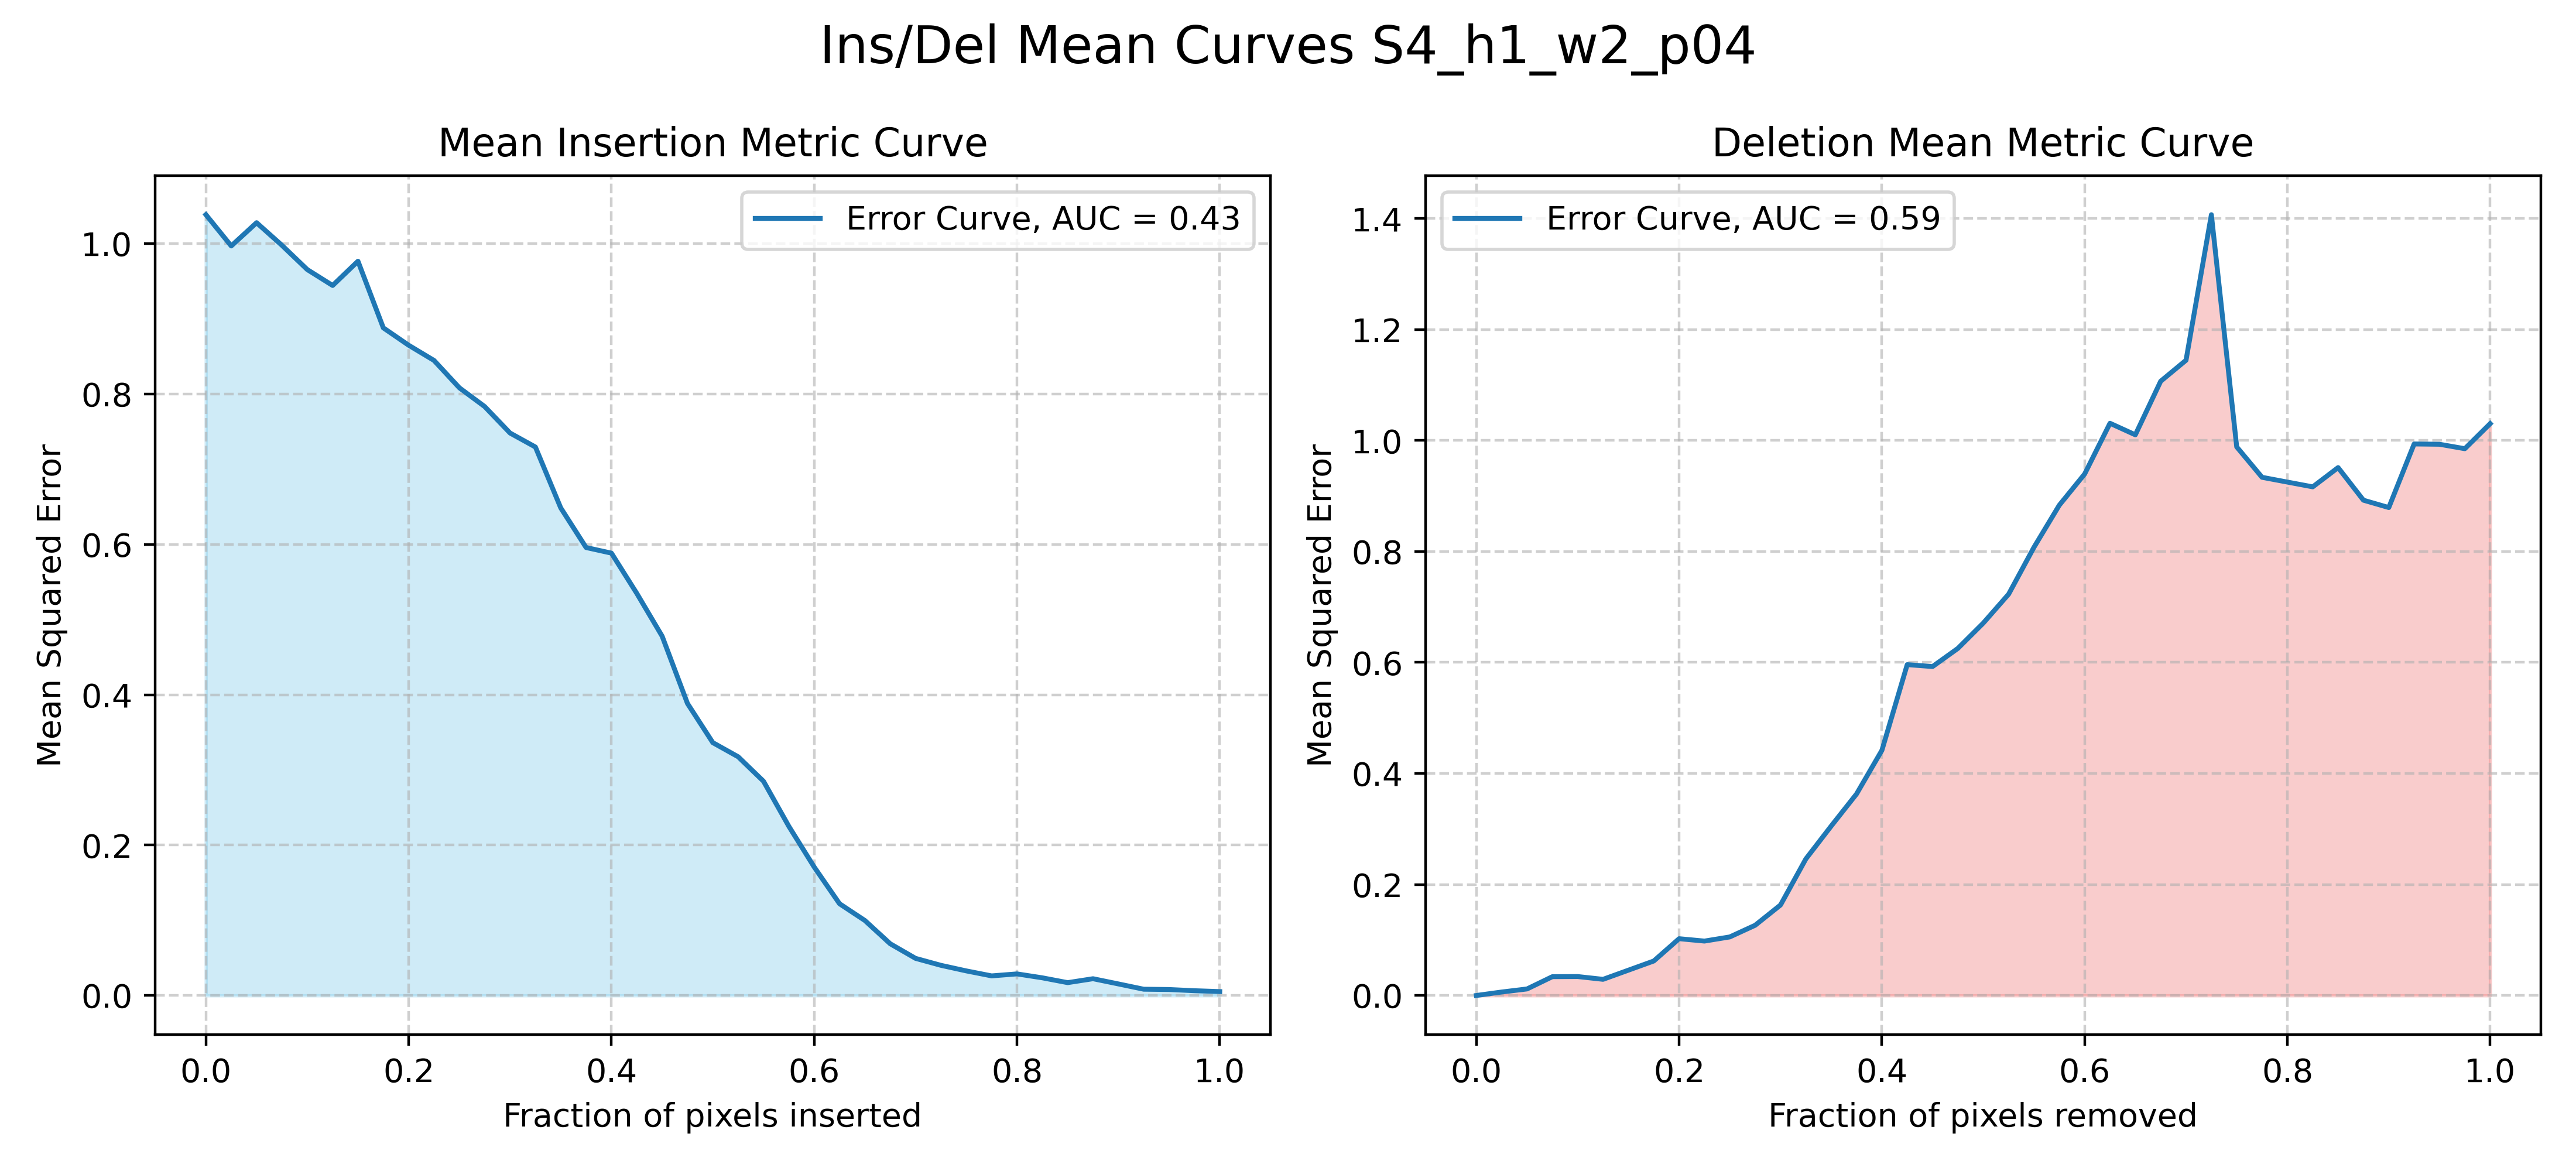 Ins/Del Mean Curves S4_h1_w2_p04
Mean Insertion Metric Curve
Error Curve, AUC = 0.43
Mean Squared Error
1.0
0.8
0.6
0.4
0.2
0.0
0.0 0.2 0.4 0.6 0.8 1.0
Fraction of pixels inserted
Deletion Mean Metric Curve
Error Curve, AUC = 0.59
Mean Squared Error
1.4
1.2
1.0
0.8
0.6
0.4
0.2
0.0
0.0 0.2 0.4 0.6 0.8 1.0
Fraction of pixels removed